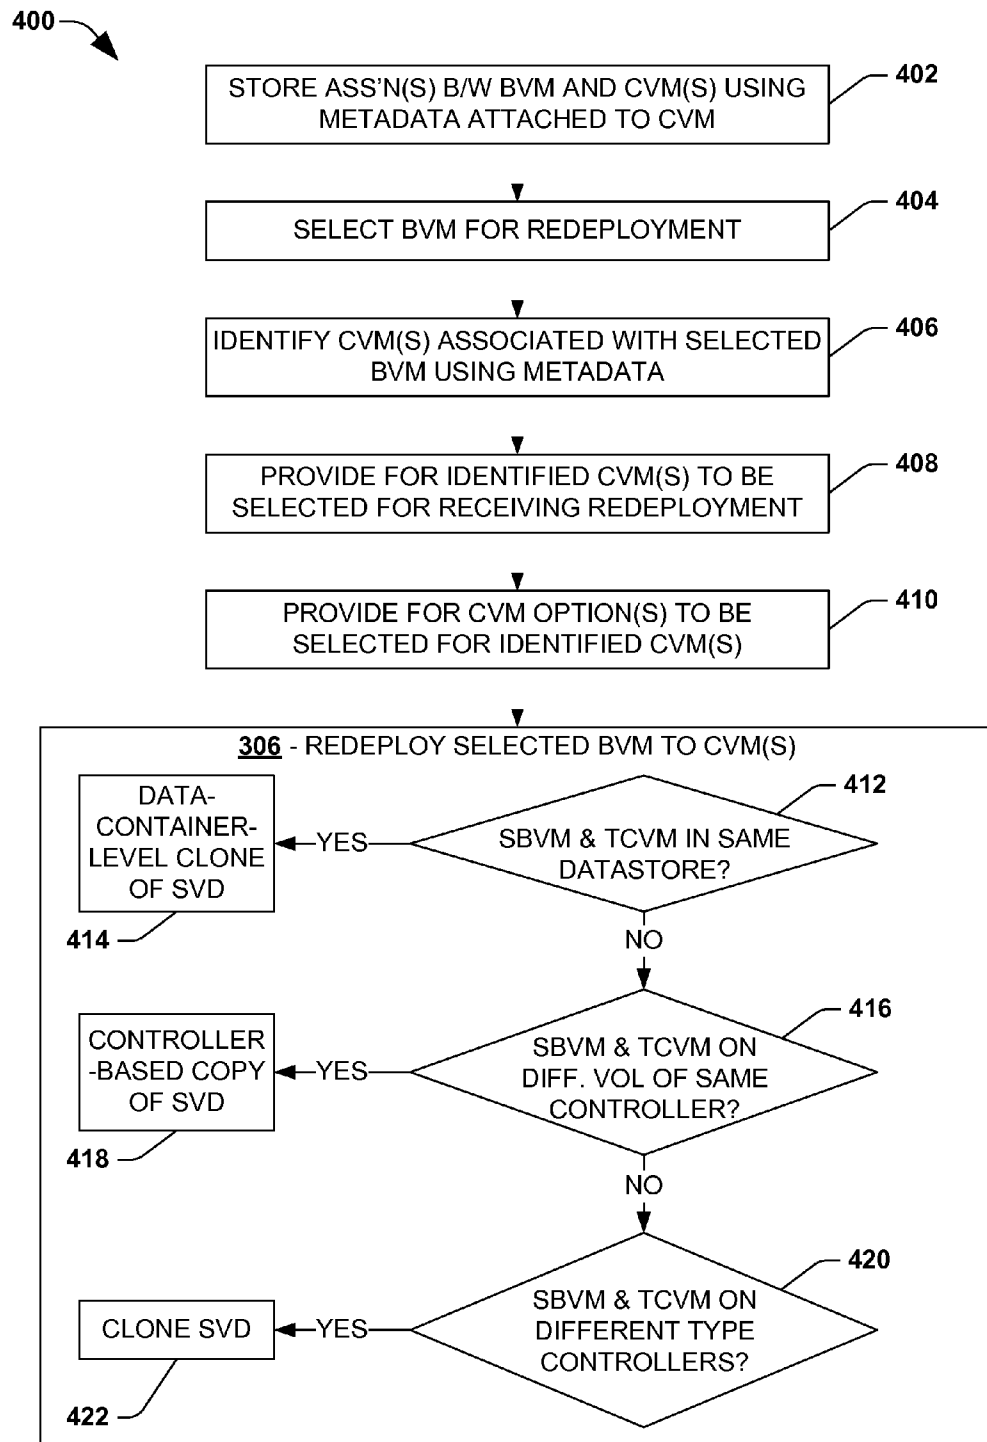 400
STORE ASS'N(S) B/W BVM AND CVM(S) USING
METADATA ATTACHED TO CVM
402
SELECT BVM FOR REDEPLOYMENT
404
IDENTIFY CVM(S) ASSOCIATED WITH SELECTED
BVM USING METADATA
406
PROVIDE FOR IDENTIFIED CVM(S) TO BE
SELECTED FOR RECEIVING REDEPLOYMENT
408
PROVIDE FOR CVM OPTION(S) TO BE
SELECTED FOR IDENTIFIED CVM(S)
410
306 - REDEPLOY SELECTED BVM TO CVM(S)
SBVM & TCVM IN SAME
DATASTORE?
412
YES
DATA-
CONTAINER-
LEVEL CLONE
OF SVD
414
NO
SBVM & TCVM ON
DIFF. VOL OF SAME
CONTROLLER?
416
YES
CONTROLLER
-BASED COPY
OF SVD
418
NO
SBVM & TCVM ON
DIFFERENT TYPE
CONTROLLERS?
420
YES
CLONE SVD
422